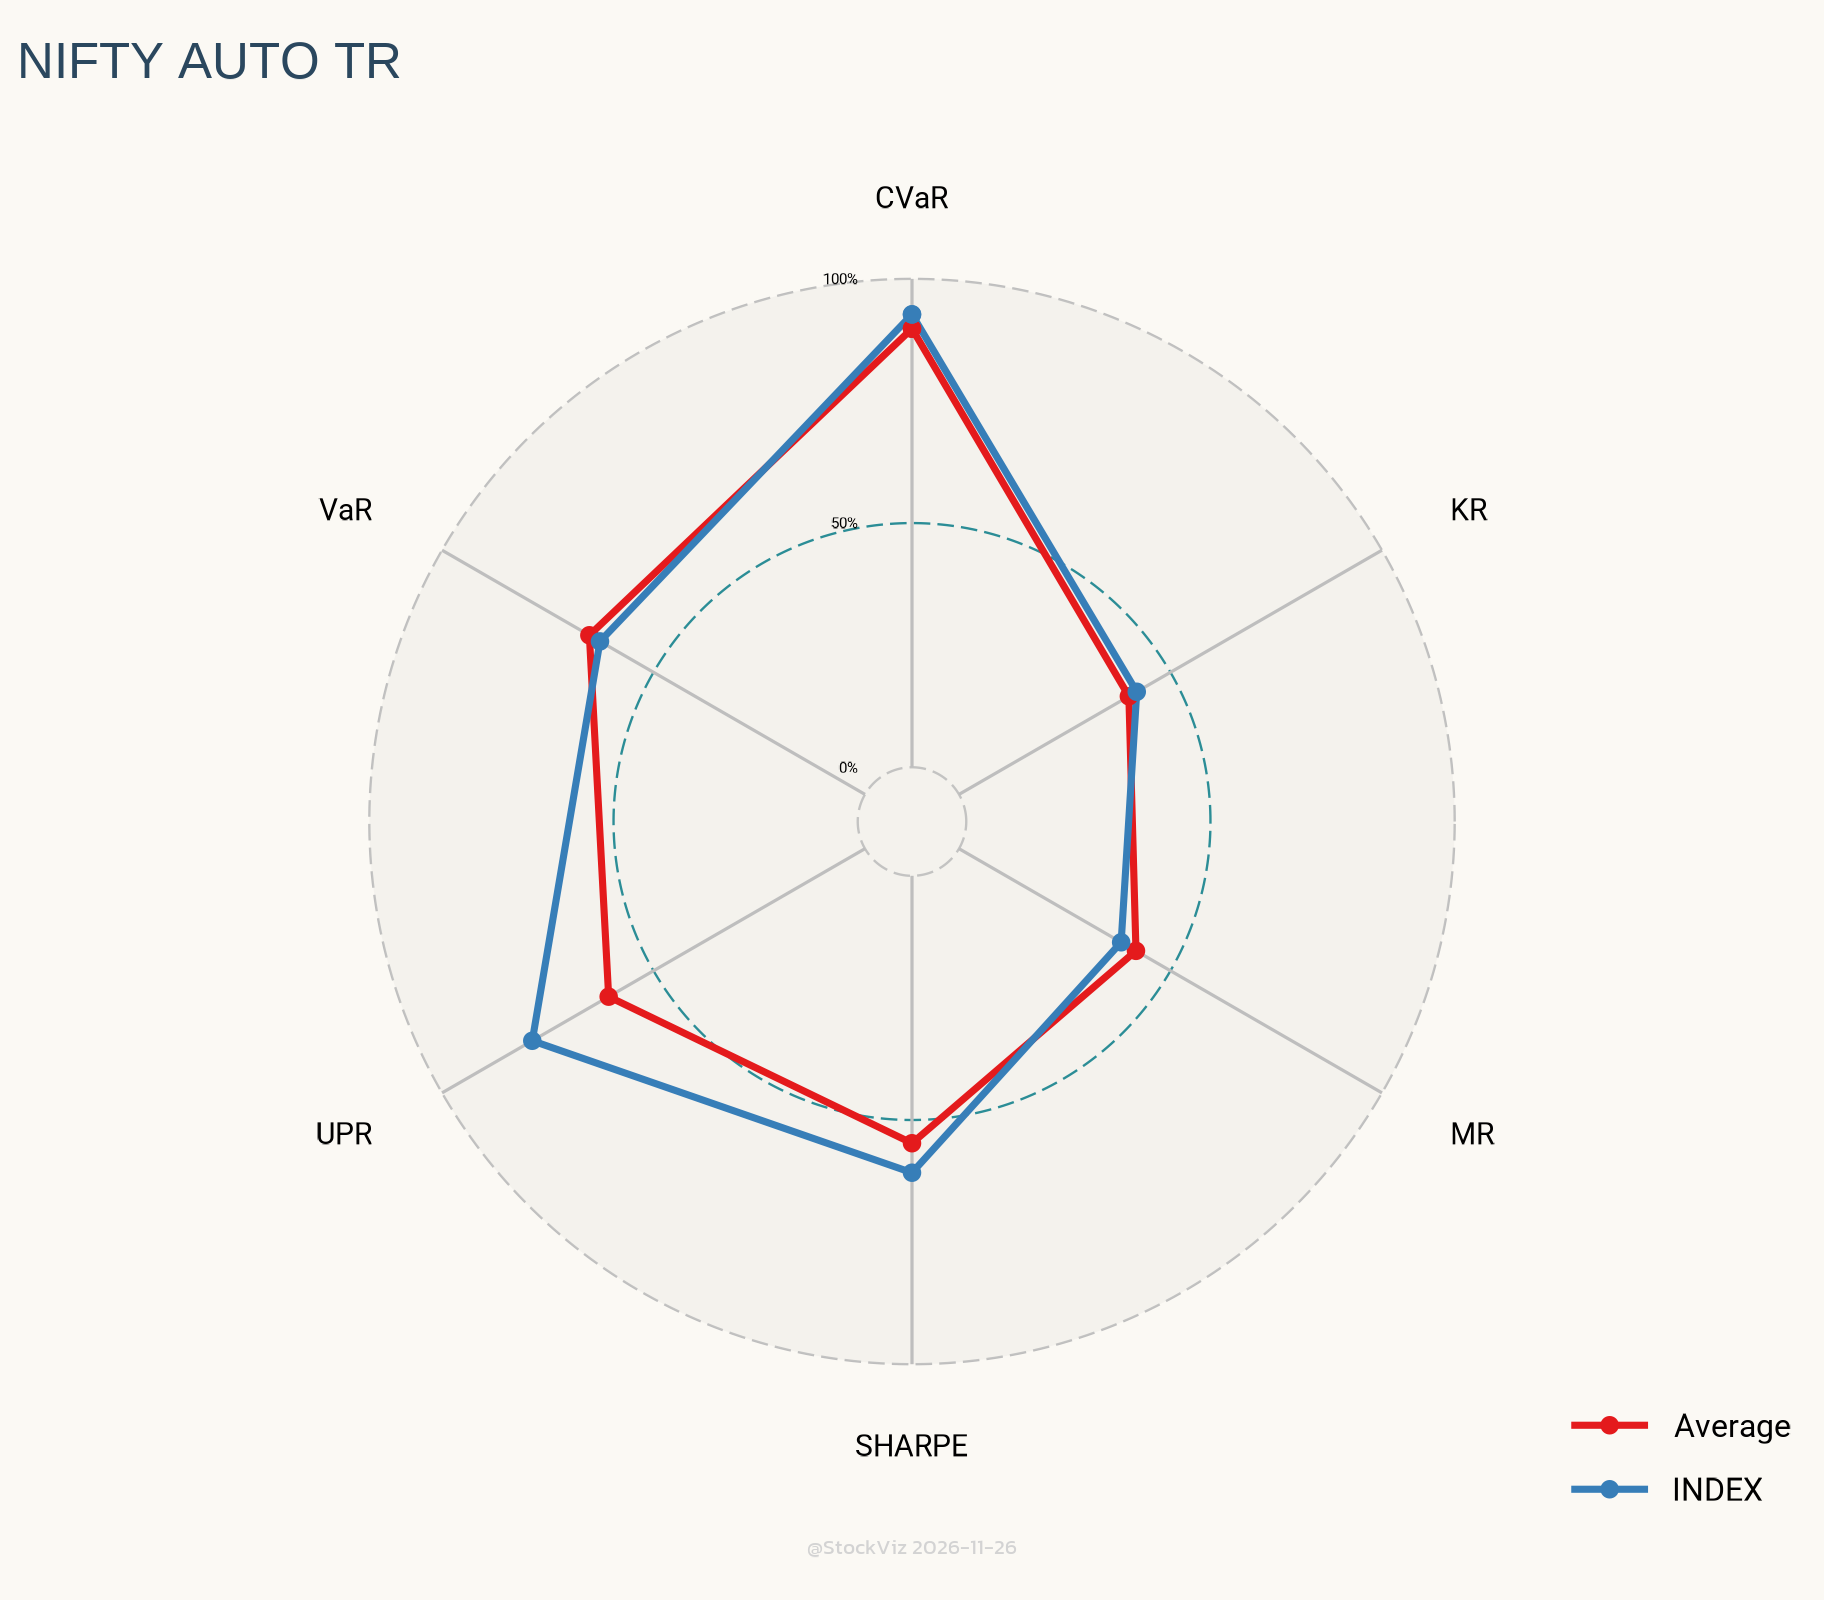 NIFTY AUTO TR
CVaR
100%
VaR
KR
50%
0%
UPR
MR
SHARPE
Average
INDEX
@StockViz 2026-11-26